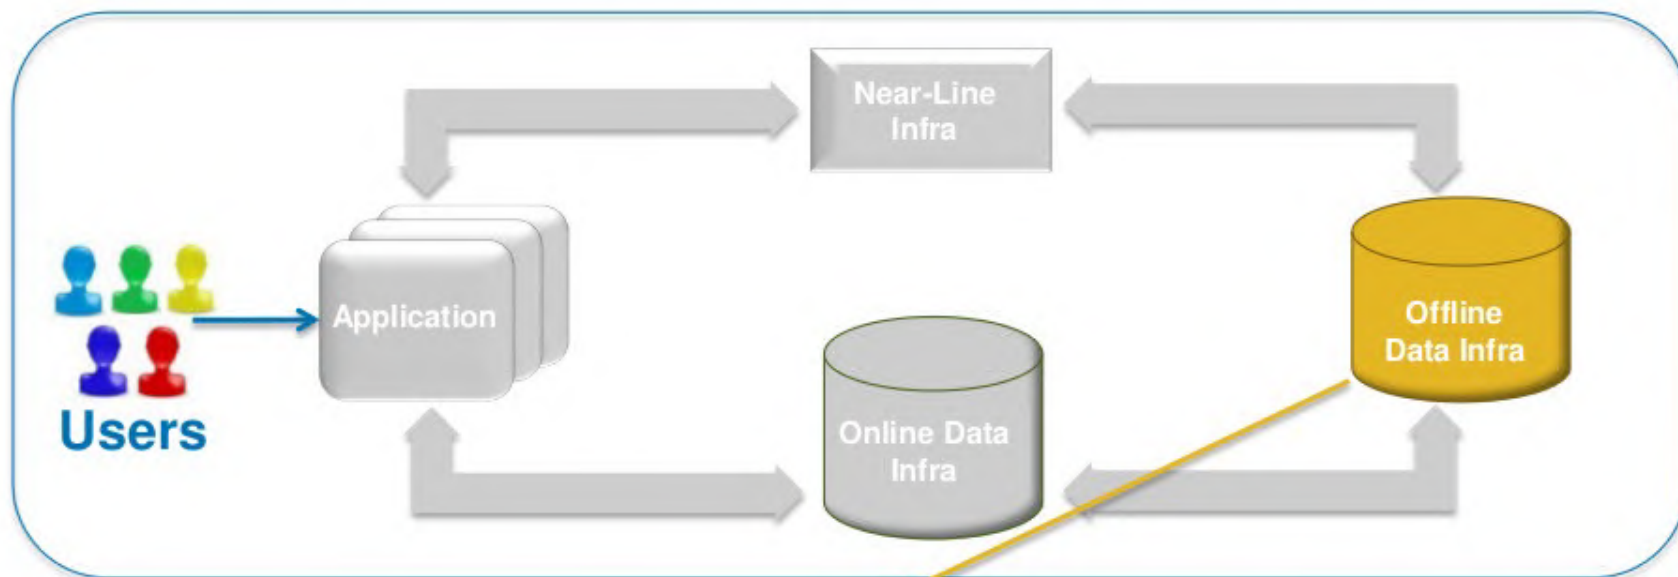 Near-Line
Infra
Application
Users
Online Data
Infra
Offline
Data Infra